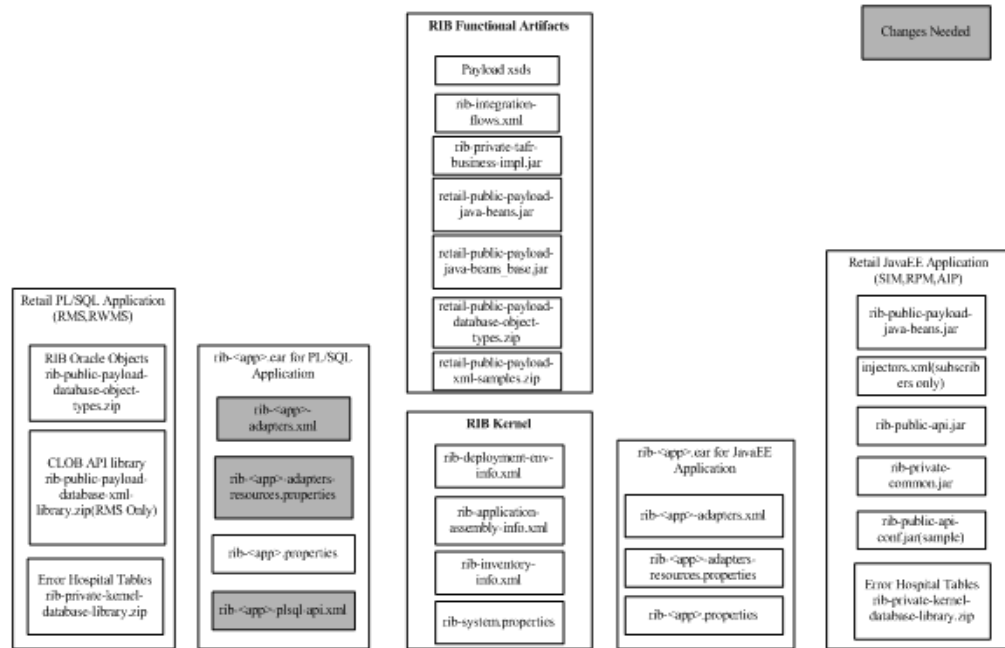 RIB Functional Artifacts
Payload xsds
rib-integration-
flows.xml
rib-private-tafr-
business-impl.jar
retail-public-payload-
java-beans.jar
retail-public-payload-
java-beans_base.jar
retail-public-payload-
database-object-
types.zip
retail-public-payload-
xml-samples.zip
Changes Needed
Retail PL/SQL Application
(RMS,RWMS)
RIB Oracle Objects
rib-public-payload-
database-object-
types.zip
CLOB API library
rib-public-payload-
database-xml-
library.zip(RMS Only)
Error Hospital Tables
rib-private-kernel-
database-library.zip
rib-<app>.ear for PL/SQL
Application
rib-<app>-
adapters.xml
rib-<app>-adapters-
resources.properties
rib-<app>.properties
rib-<app>-plsql-api.xml
RIB Kernel
rib-deployment-env-
info.xml
rib-application-
assembly-info.xml
rib-inventory-
info.xml
rib-system.properties
rib-<app>.ear for JavaEE
Application
rib-<app>-adapters.xml
rib-<app>-adapters-
resources.properties
rib-<app>.properties
Retail JavaEE Application
(SIM,RPM,AIP)
rib-public-payload-
java-beans.jar
injectors.xml(subscri
bers only)
rib-public-api.jar
rib-private-
common.jar
rib-public-api-
conf.jar(sample)
Error Hospital Tables
rib-private-kernel-
database-library.zip